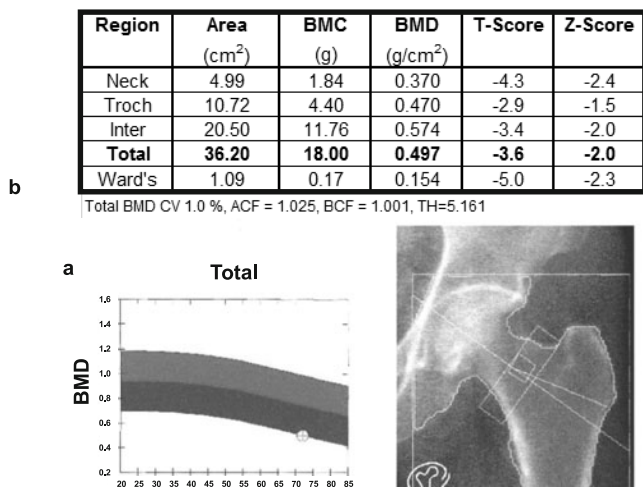 Region Area BMC BMD T-Score Z-Score
(cm²) (g) (g/cm²)
Neck 4.99 1.84 0.370 -4.3 -2.4
Troch 10.72 4.40 0.470 -2.9 -1.5
Inter 20.50 11.76 0.574 -3.4 -2.0
Total 36.20 18.00 0.497 -3.6 -2.0
Ward's 1.09 0.17 0.154 -5.0 -2.3
b
Total BMD CV 1.0 %, ACF = 1.025, BCF = 1.001, TH=5.161
a
Total
BMD
1.6
1.4
1.2
1.0
0.8
0.6
0.4
0.2
20 25 30 35 40 45 50 55 60 65 70 75 80 85